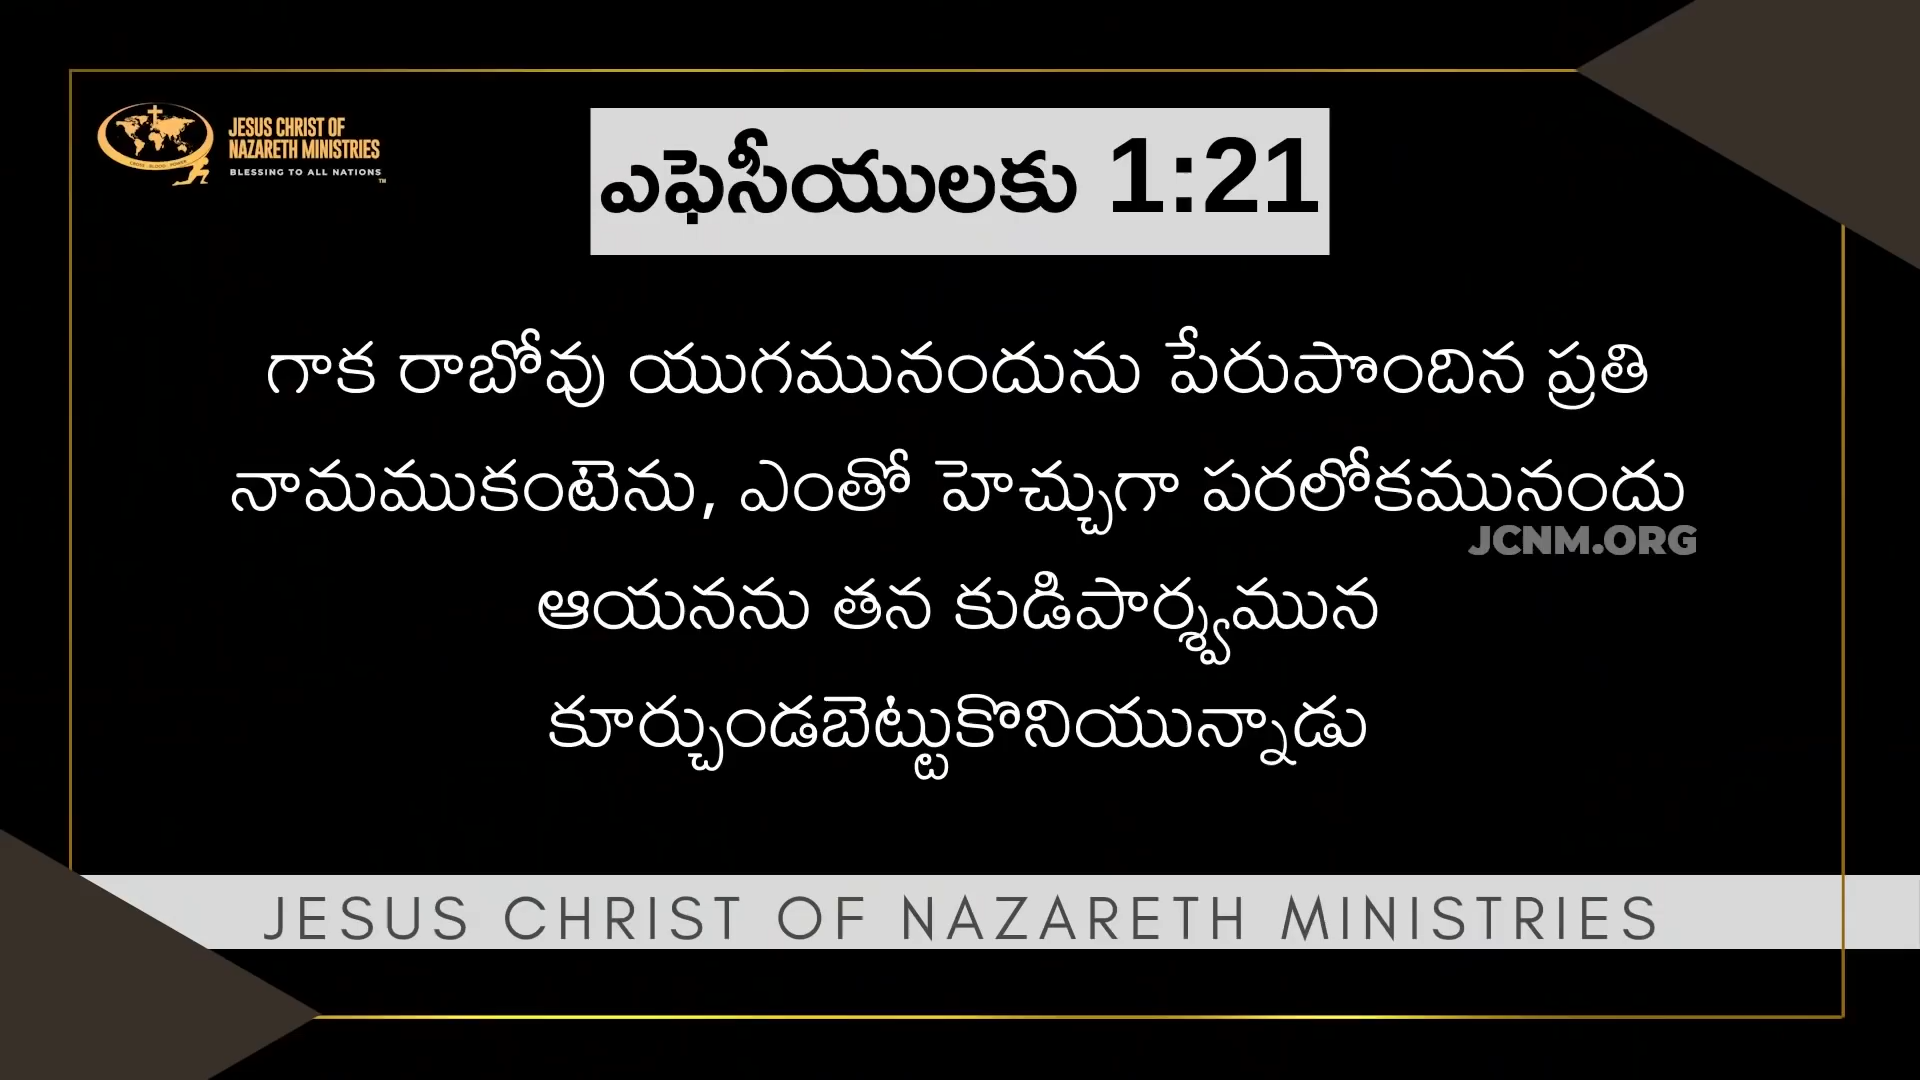 JESUS CHRIST OF
NAZARETH MINISTRIES
BLESSING TO ALL NATIONS
ఎఫెసీయులకు 1:21
గాక రాబోవు యుగమునందును పేరుపొందిన ప్రతి
నామముకంటెను, ఎంతో హెచ్చుగా పరలోకమునందు
JCNM.ORG
ఆయనను తన కుడిపార్శ్వమున
కూర్చుండబెట్టుకొనియున్నాడు
JESUS CHRIST OF NAZARETH MINISTRIES